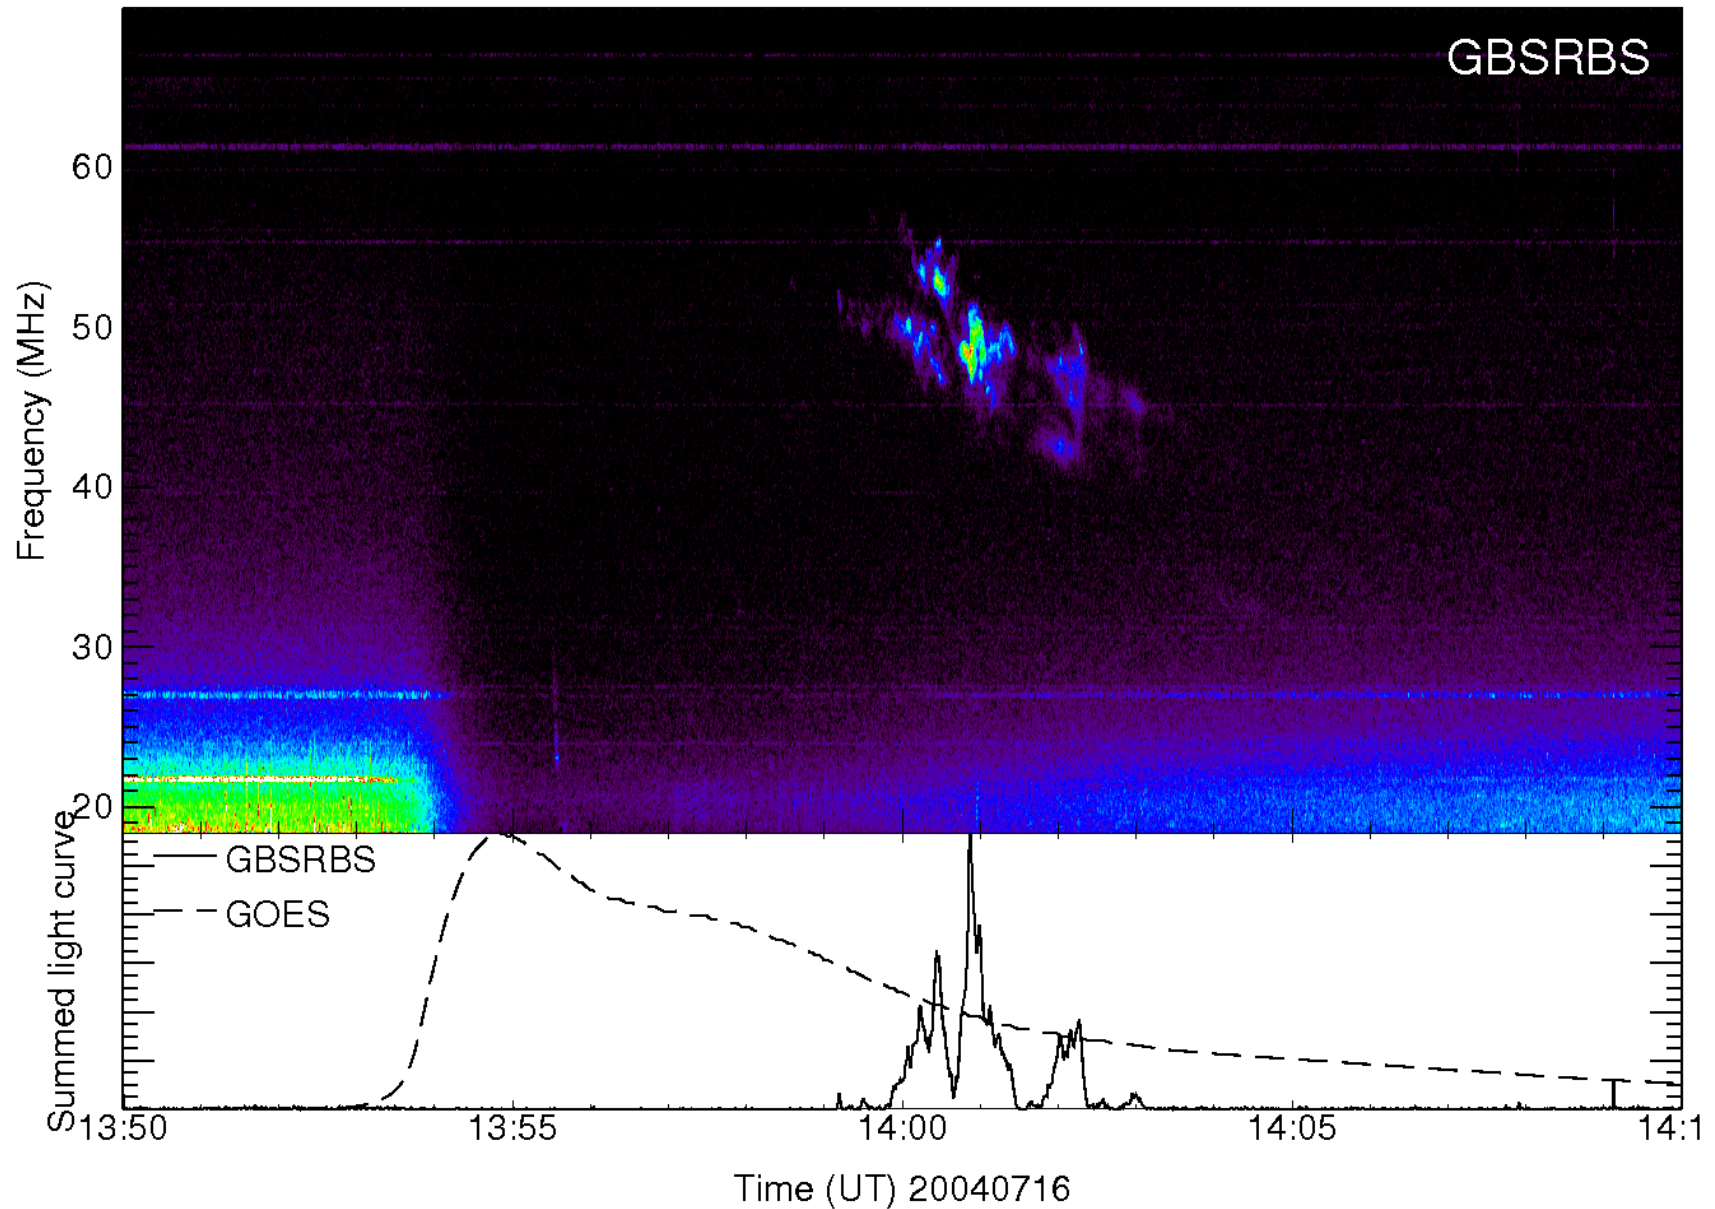 GBSRBS
60
50
40
30
20
Frequency (MHz)
GBSRBS
GOES
Summed light curve
13:50 13:55 14:00 14:05 14:1
Time (UT) 20040716